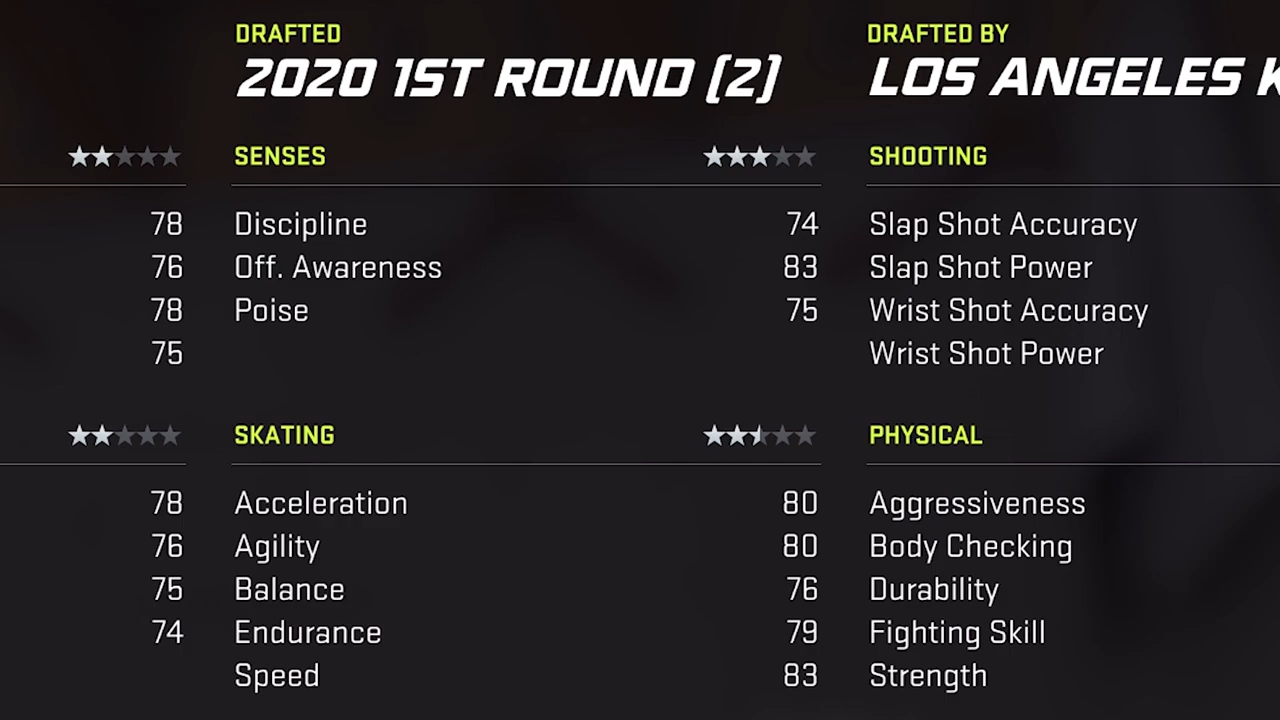 DRAFTED
2020 1ST ROUND (2)
DRAFTED BY
LOS ANGELES K
SENSES
SHOOTING
78 Discipline 74 Slap Shot Accuracy
76 Off. Awareness 83 Slap Shot Power
78 Poise 75 Wrist Shot Accuracy
75 Wrist Shot Power
SKATING
PHYSICAL
78 Acceleration 80 Aggressiveness
76 Agility 80 Body Checking
75 Balance 76 Durability
74 Endurance 79 Fighting Skill
Speed 83 Strength